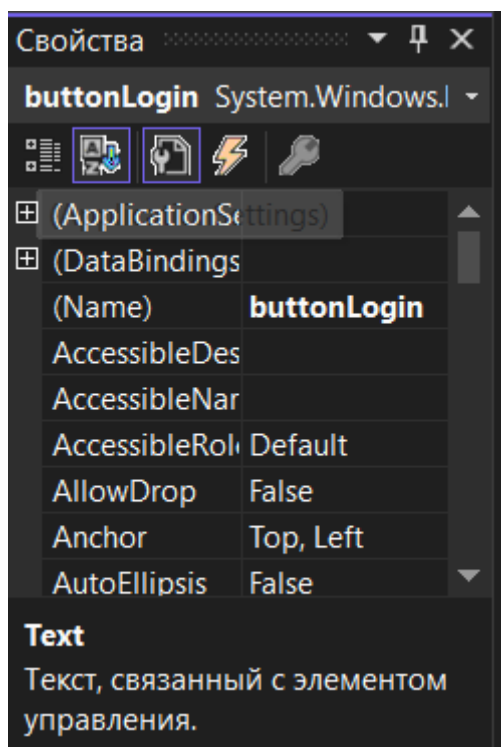 Свойства
buttonLogin System.Windows.
(ApplicationSettings)
(DataBindings
(Name) buttonLogin
AccessibleDes
AccessibleNar
AccessibleRol Default
AllowDrop False
Anchor Top, Left
AutoEllipsis False
Text
Текст, связанный с элементом
управления.